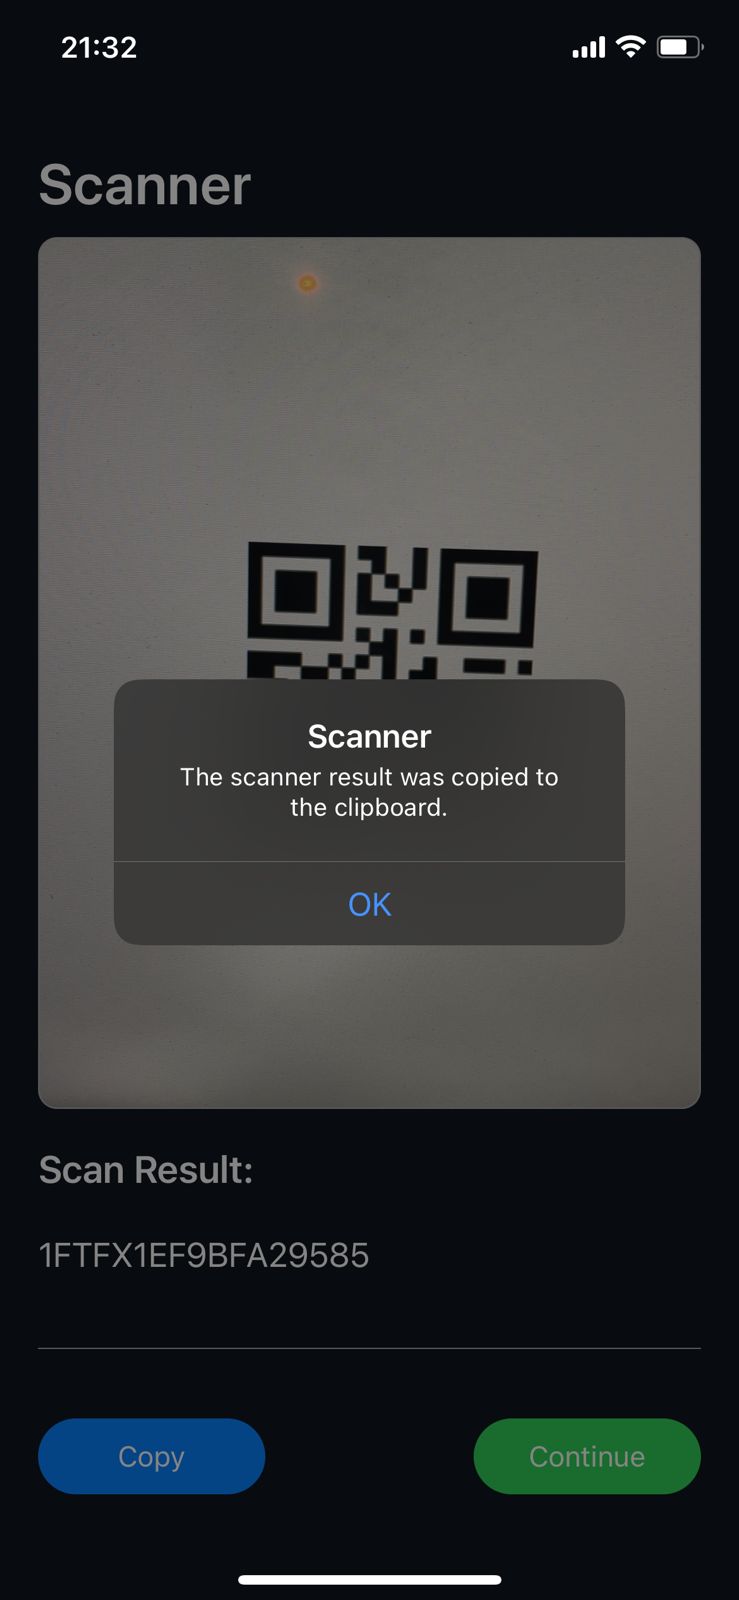 21:32
Scanner
Scanner
The scanner result was copied to
the clipboard.
OK
Scan Result:
1FTFX1EF9BFA29585
Copy
Continue